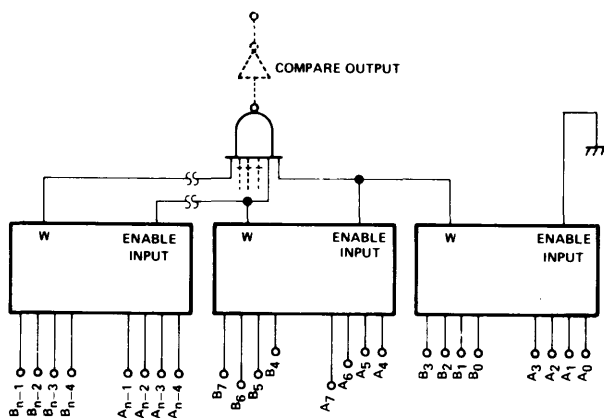 COMPARE OUTPUT
W ENABLE INPUT
W ENABLE INPUT
W ENABLE INPUT
Bn-1 Bn-2 Bn-3 Bn-4 An-1 An-2 An-3 An-4
B7 B6 B5 B4 A7 A6 A5 A4
B3 B2 B1 B0 A3 A2 A1 A0